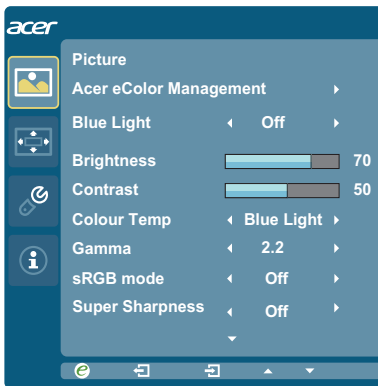 acer
Picture
Acer eColor Management
Blue Light Off
Brightness 70
Contrast 50
Colour Temp Blue Light
Gamma 2.2
sRGB mode Off
Super Sharpness Off